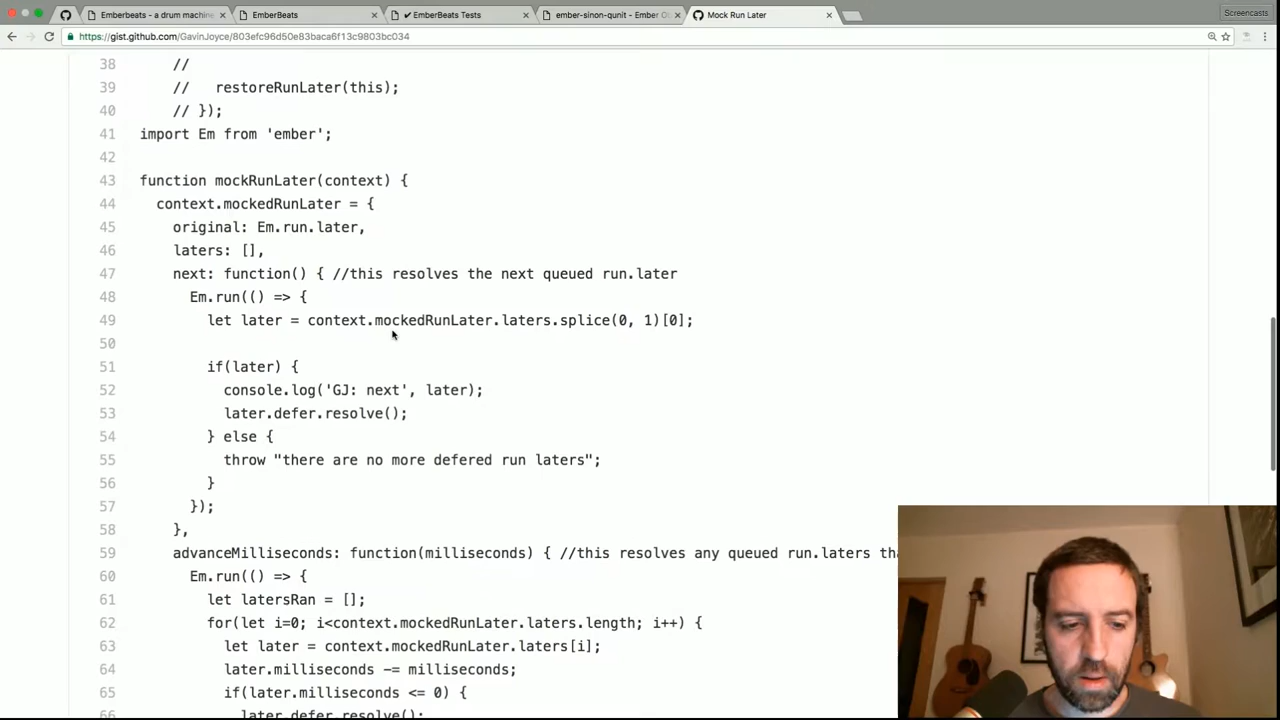 Emberbeats - a drum machin
EmberBeats
✔ EmberBeats Tests
ember-sinon-qunit - Ember O
Mock Run Later
Screencasts
https://gist.github.com/GavinJoyce/803efc96d50e83baca6f13c9803bc034
38 //
39 //   restoreRunLater(this);
40 // });
41 import Em from 'ember';
42
43 function mockRunLater(context) {
44   context.mockedRunLater = {
45     original: Em.run.later,
46     laters: [],
47     next: function() { //this resolves the next queued run.later
48       Em.run(() => {
49         let later = context.mockedRunLater.laters.splice(0, 1)[0];
50
51         if(later) {
52           console.log('GJ: next', later);
53           later.defer.resolve();
54         } else {
55           throw "there are no more defered run laters";
56         }
57       });
58     },
59     advanceMilliseconds: function(milliseconds) { //this resolves any queued run.laters tha
60       Em.run(() => {
61         let latersRan = [];
62         for(let i=0; i<context.mockedRunLater.laters.length; i++) {
63           let later = context.mockedRunLater.laters[i];
64           later.milliseconds -= milliseconds;
65           if(later.milliseconds <= 0) {
66             later.defer.resolve();